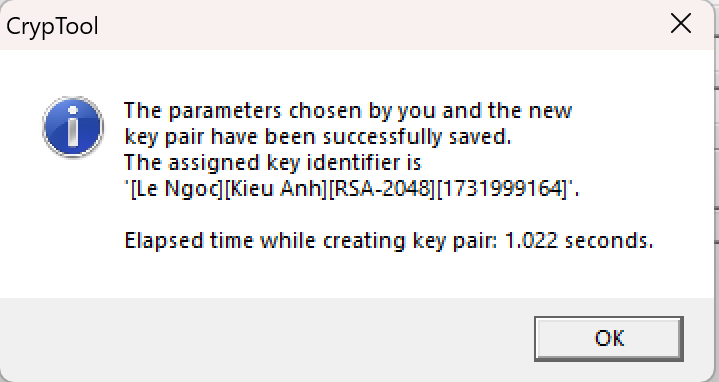 CrypTool
The parameters chosen by you and the new
key pair have been successfully saved.
The assigned key identifier is
'[Le Ngoc][Kieu Anh][RSA-2048][1731999164]'.
Elapsed time while creating key pair: 1.022 seconds.
OK